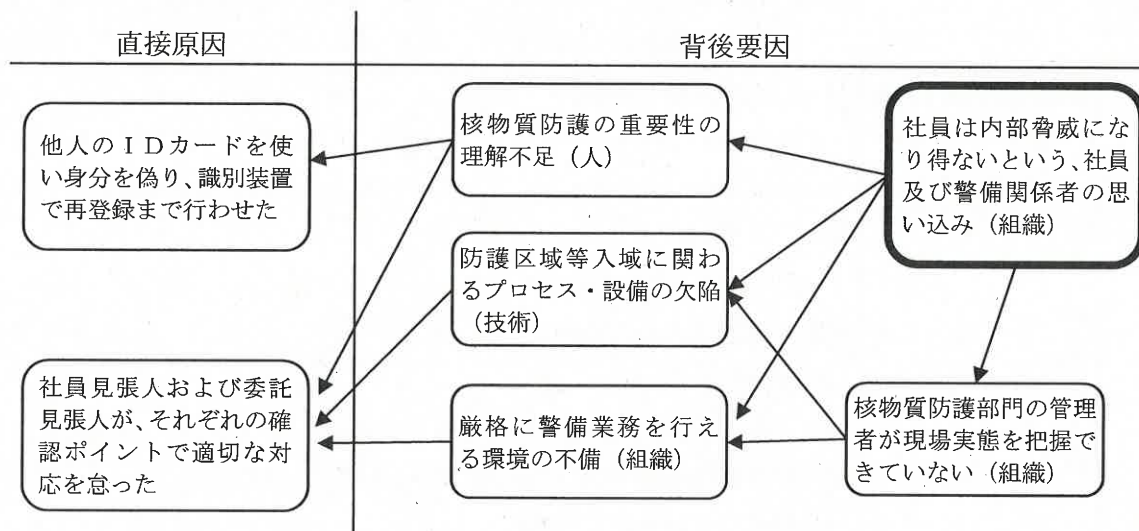 直接原因
背後要因
他人のＩＤカードを使
い身分を偽り、識別装置
で再登録まで行わせた
核物質防護の重要性の
理解不足（人）
社員は内部脅威にな
り得ないという、社員
及び警備関係者の思
い込み（組織）
防護区域等入域に関わ
るプロセス・設備の欠陥
（技術）
社員見張人および委託
見張人が、それぞれの確
認ポイントで適切な対
応を怠った
厳格に警備業務を行え
る環境の不備（組織）
核物質防護部門の管理
者が現場実態を把握で
きていない（組織）